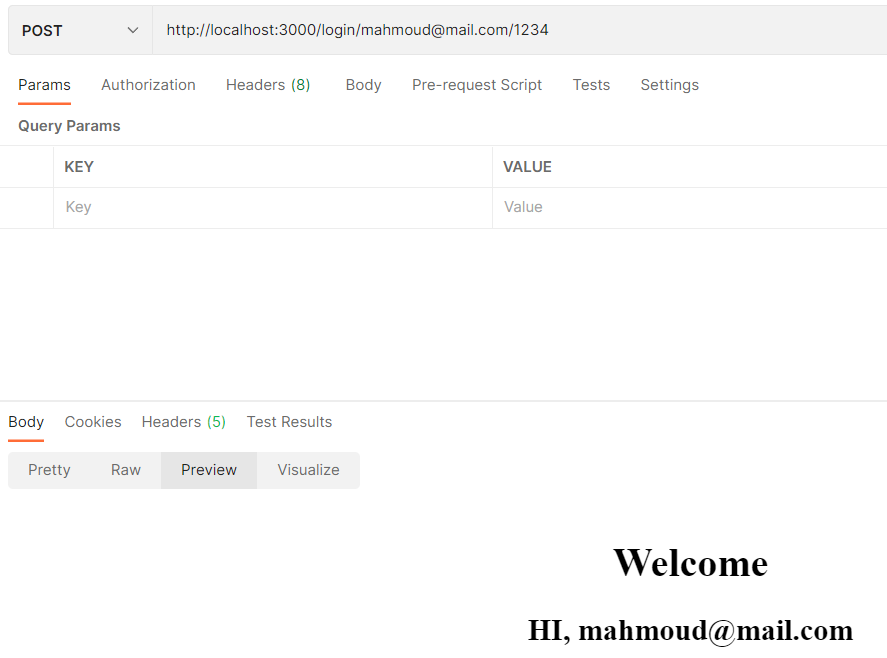 POST http://localhost:3000/login/mahmoud@mail.com/1234
Params Authorization Headers (8) Body Pre-request Script Tests Settings
Query Params
KEY VALUE
Key Value
Body Cookies Headers (5) Test Results
Pretty Raw Preview Visualize
Welcome
HI, mahmoud@mail.com